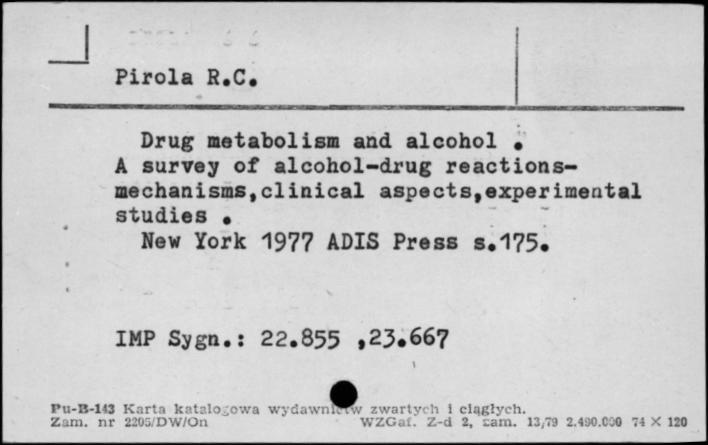 Pirola R.C.
Drug metabolism and alcohol .
A survey of alcohol-drug reactions-
mechanisms,clinical aspects,experimental
studies .
New York 1977 ADIS Press s.175.
IMP Sygn.: 22.855 ,23.667
Pu-B-143 Karta katalogowa wydawnictw zwartych i ciągłych.
Zam. nr 2205/DW/On WZGaf. Z-d 2, zam. 13/79 2.490.000 74 X 120